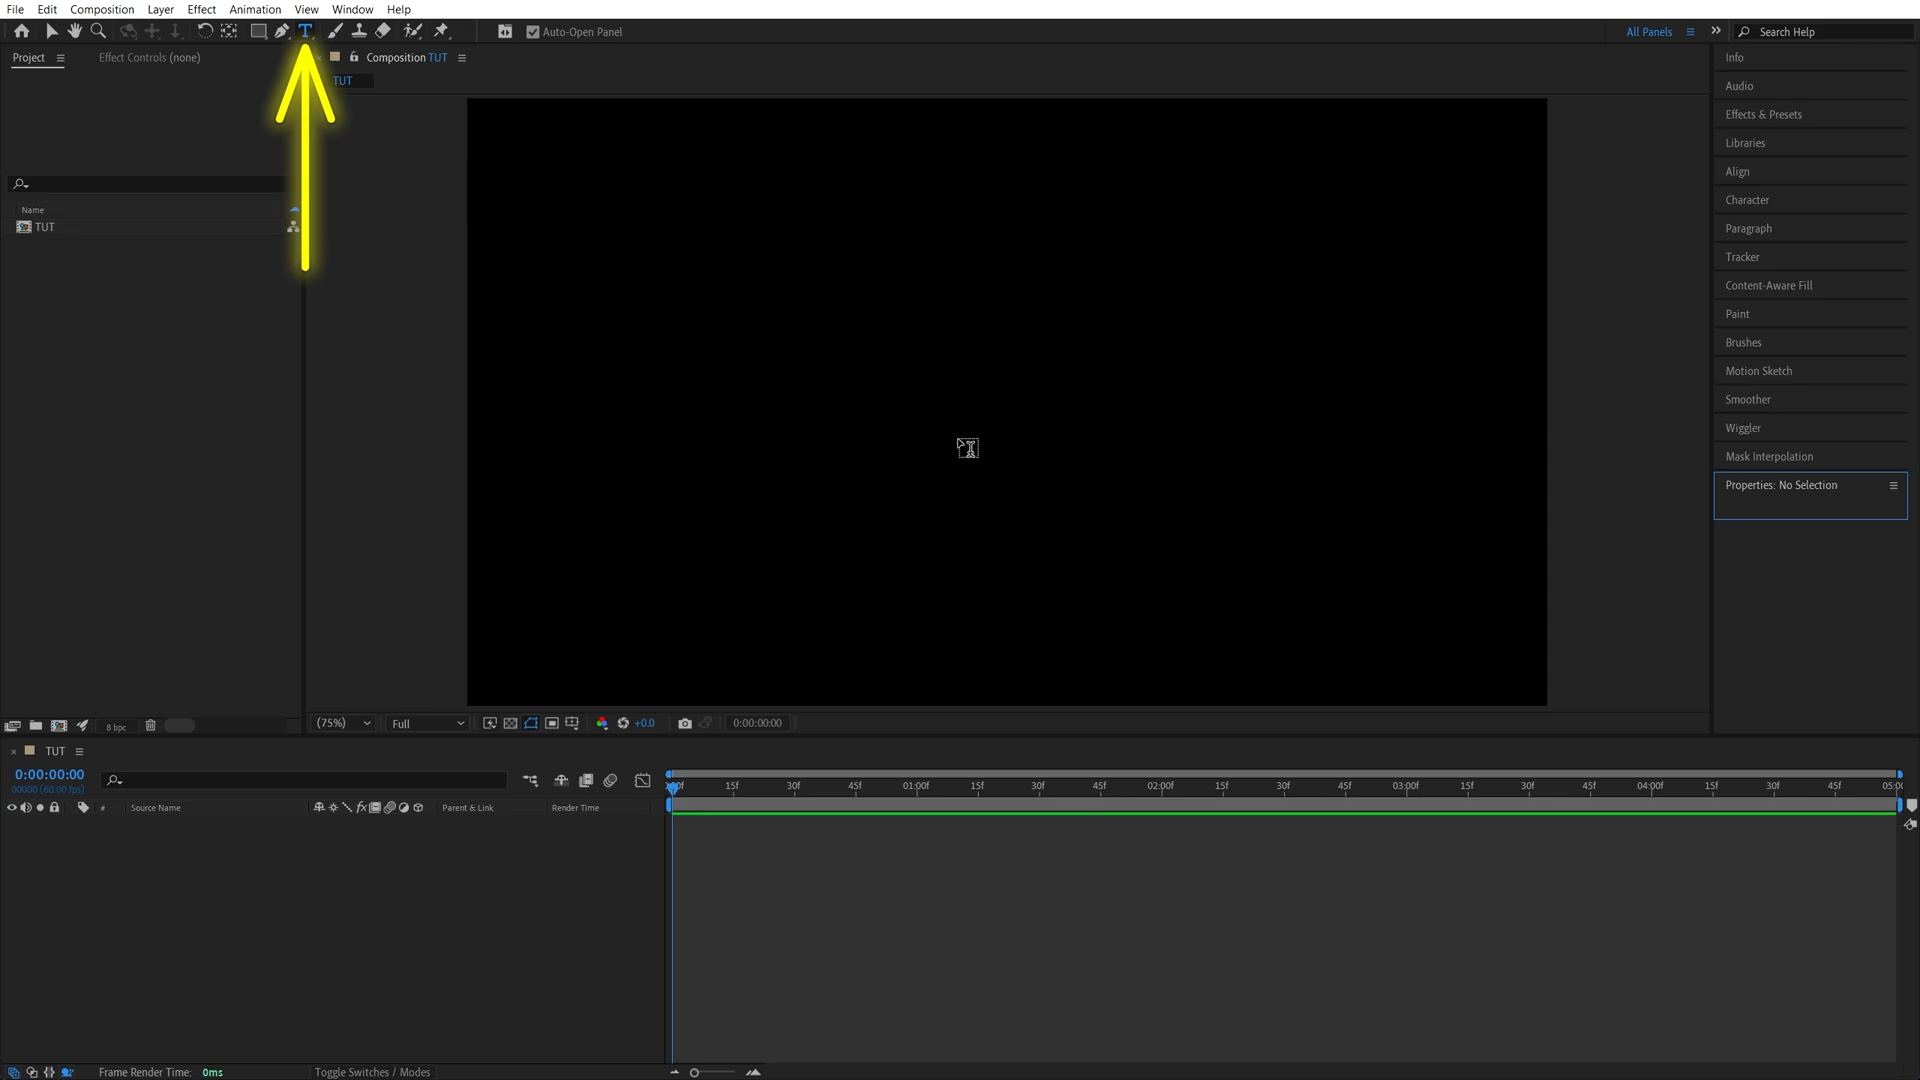 File Edit Composition Layer Effect Animation View Window Help
T Auto-Open Panel All Panels Search Help
Project Effect Controls (none) Composition TUT
TUT
Name
TUT
Info
Audio
Effects & Presets
Libraries
Align
Character
Paragraph
Tracker
Content-Aware Fill
Paint
Brushes
Motion Sketch
Smoother
Wiggler
Mask Interpolation
Properties: No Selection
8 bpc (75%) Full +0.0 0:00:00:00
TUT
0:00:00:00
00000 (60.00 fps)
15f 30f 45f 01:00f 15f 30f 45f 02:00f 15f 30f 45f 03:00f 15f 30f 45f 04:00f 15f 30f 45f
# Source Name fx Parent & Link Render Time
Frame Render Time: 0ms Toggle Switches / Modes